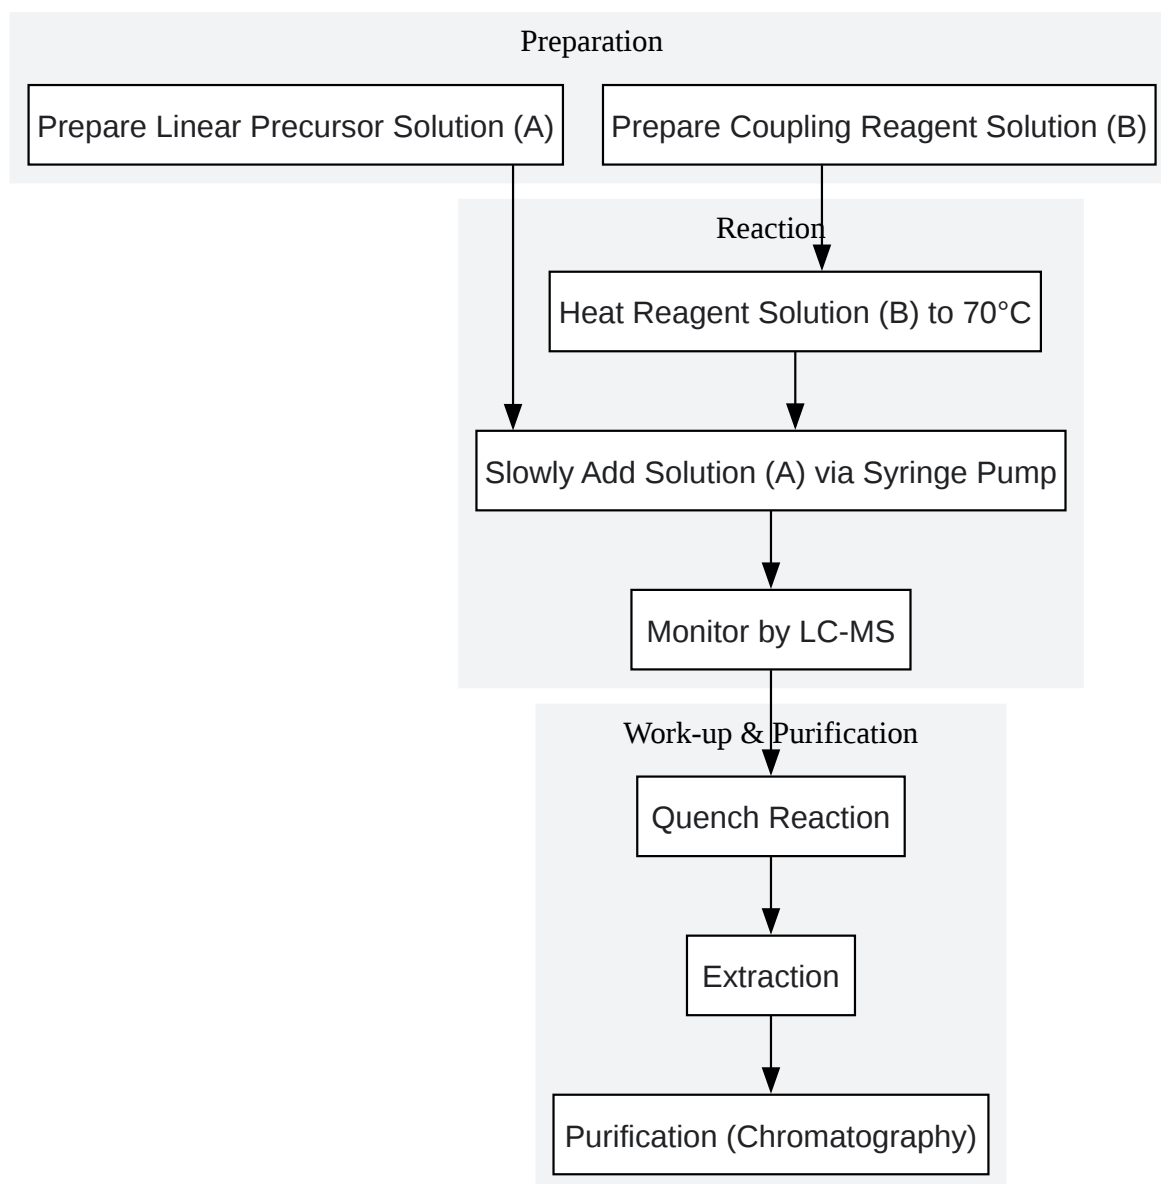 Preparation
Prepare Linear Precursor Solution (A)
Prepare Coupling Reagent Solution (B)
Reaction
Heat Reagent Solution (B) to 70°C
Slowly Add Solution (A) via Syringe Pump
Monitor by LC-MS
Work-up & Purification
Quench Reaction
Extraction
Purification (Chromatography)